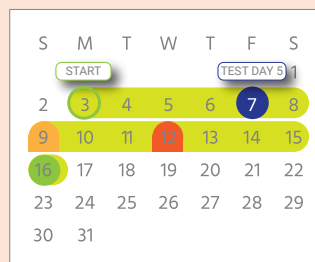 S M T W T F S
START TEST DAY 5 1
2 3 4 5 6 7 8
9 10 11 12 13 14 15
16 17 18 19 20 21 22
23 24 25 26 27 28 29
30 31